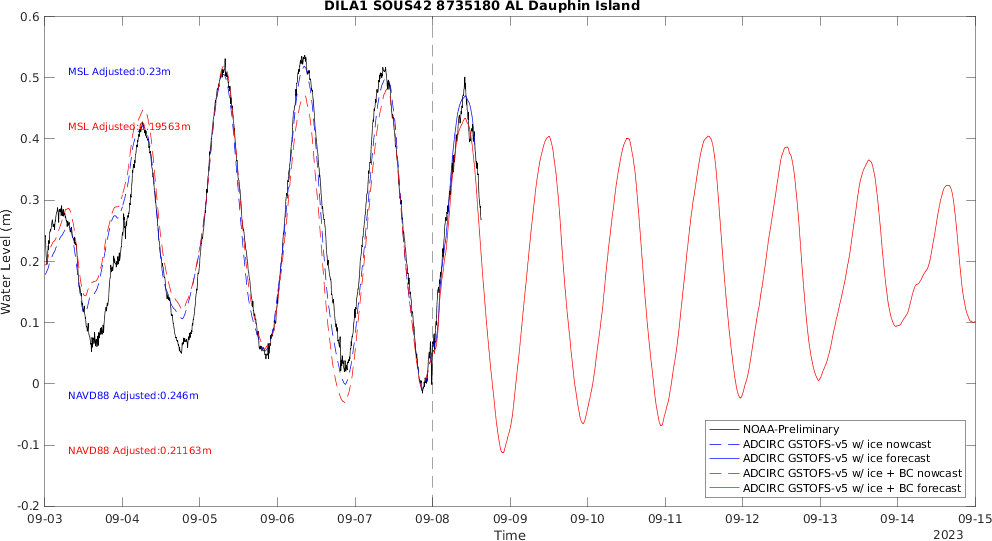 DILA1 SOUS42 8735180 AL Dauphin Island
Water Level (m)
0.6
0.5
0.4
0.3
0.2
0.1
0
-0.1
-0.2
MSL Adjusted:0.23m
MSL Adjusted:0.19563m
NAVD88 Adjusted:0.246m
NAVD88 Adjusted:0.21163m
NOAA-Preliminary
ADCIRC GSTOFS-v5 w/ ice nowcast
ADCIRC GSTOFS-v5 w/ ice forecast
ADCIRC GSTOFS-v5 w/ ice + BC nowcast
ADCIRC GSTOFS-v5 w/ ice + BC forecast
09-03 09-04 09-05 09-06 09-07 09-08 09-09 09-10 09-11 09-12 09-13 09-14 09-15
Time
2023